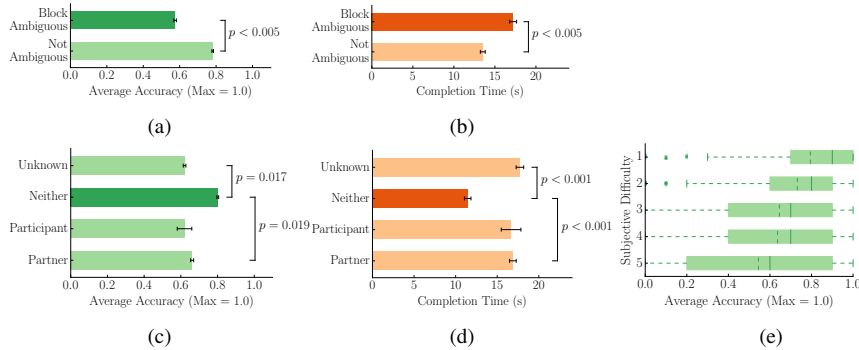 Block
Ambiguous
Not
Ambiguous
p < 0.005
0.0 0.2 0.4 0.6 0.8 1.0
Average Accuracy (Max = 1.0)
(a)
Block
Ambiguous
Not
Ambiguous
p < 0.005
0 5 10 15 20
Completion Time (s)
(b)
Unknown
Neither
Participant
Partner
p = 0.017
p = 0.019
0.0 0.2 0.4 0.6 0.8 1.0
Average Accuracy (Max = 1.0)
(c)
Unknown
Neither
Participant
Partner
p < 0.001
p < 0.001
0 5 10 15 20
Completion Time (s)
(d)
Subjective Difficulty
1
2
3
4
5
0.0 0.2 0.4 0.6 0.8 1.0
Average Accuracy (Max = 1.0)
(e)